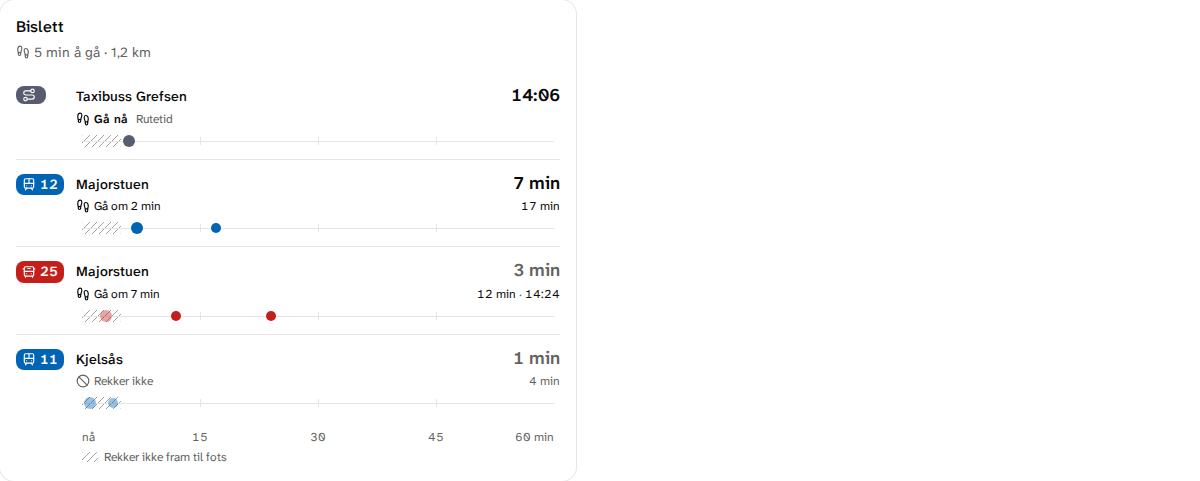 Bislett
5 min å gå · 1,2 km
Taxibuss Grefsen 14:06
Gå nå Rutetid
12 Majorstuen 7 min
Gå om 2 min 17 min
25 Majorstuen 3 min
Gå om 7 min 12 min · 14:24
11 Kjelsås 1 min
Rekker ikke 4 min
nå 15 30 45 60 min
Rekker ikke fram til fots